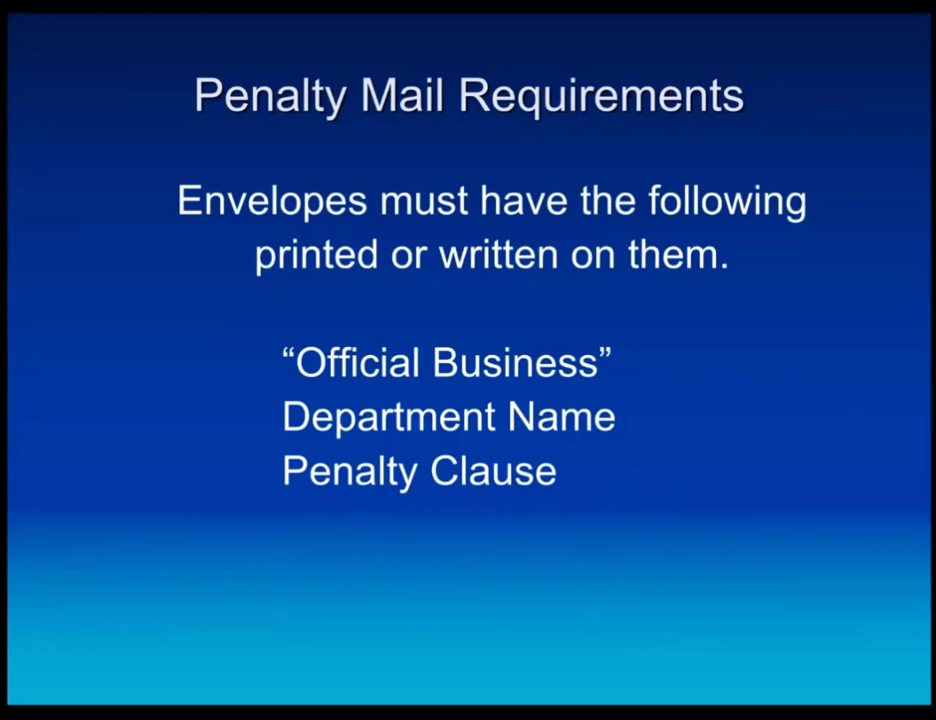 Penalty Mail Requirements
Envelopes must have the following
printed or written on them.
“Official Business”
Department Name
Penalty Clause